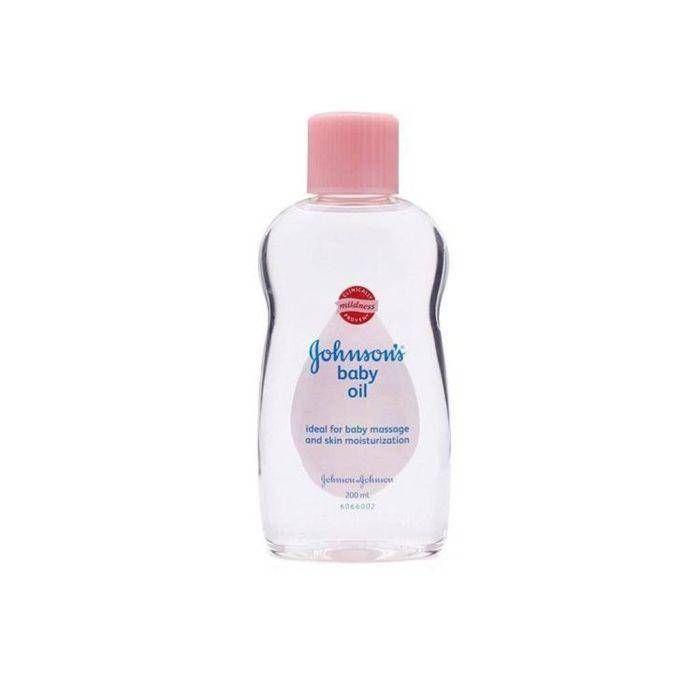 CLINICALLY
mildness
PROVEN*
Johnson's
baby
oil
ideal for baby massage
and skin moisturization
Johnson & Johnson
200 ml
6066002